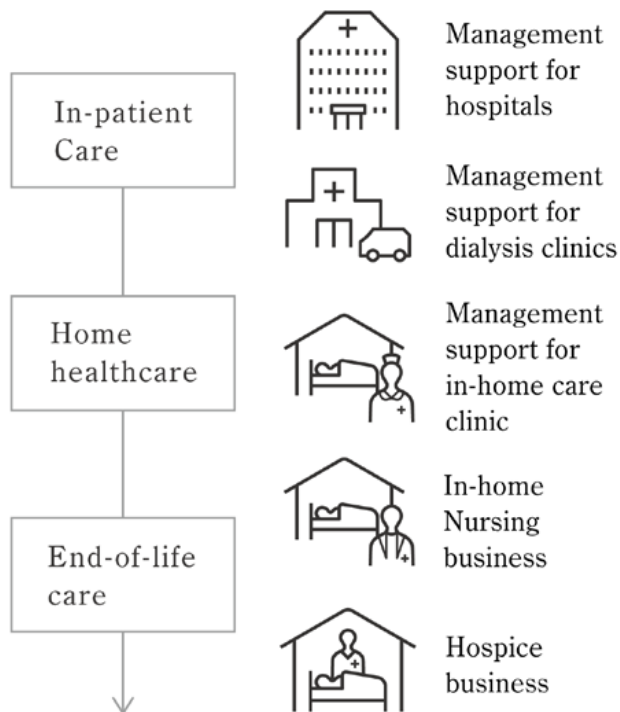 In-patient
Care
Home
healthcare
End-of-life
care
Management
support for
hospitals
Management
support for
dialysis clinics
Management
support for
in-home care
clinic
In-home
Nursing
business
Hospice
business